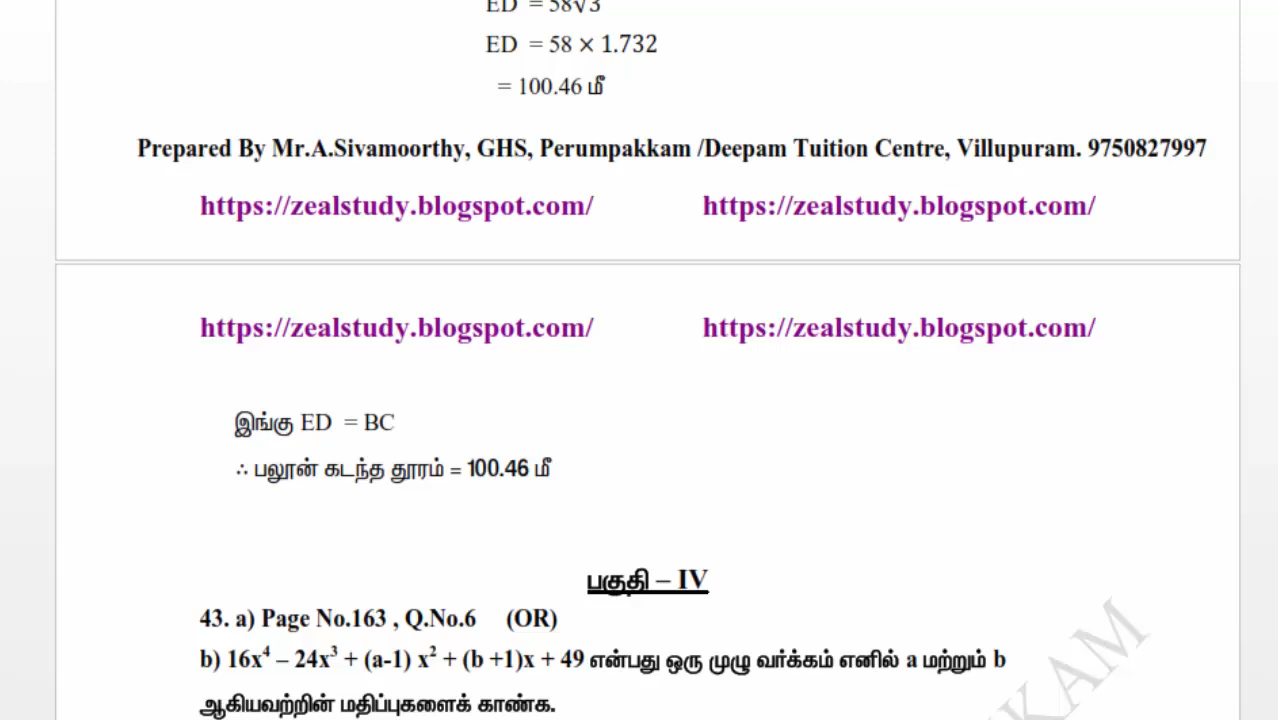 ED = 58√3
ED = 58 × 1.732
= 100.46 மீ
Prepared By Mr.A.Sivamoorthy, GHS, Perumpakkam /Deepam Tuition Centre, Villupuram. 9750827997
https://zealstudy.blogspot.com/ https://zealstudy.blogspot.com/
https://zealstudy.blogspot.com/ https://zealstudy.blogspot.com/
இங்கு ED = BC
∴ பலூன் கடந்த தூரம் = 100.46 மீ
பகுதி – IV
43. a) Page No.163 , Q.No.6 (OR)
b) 16x⁴ – 24x³ + (a-1) x² + (b +1)x + 49 என்பது ஒரு முழு வர்க்கம் எனில் a மற்றும் b
ஆகியவற்றின் மதிப்புகளைக் காண்க.